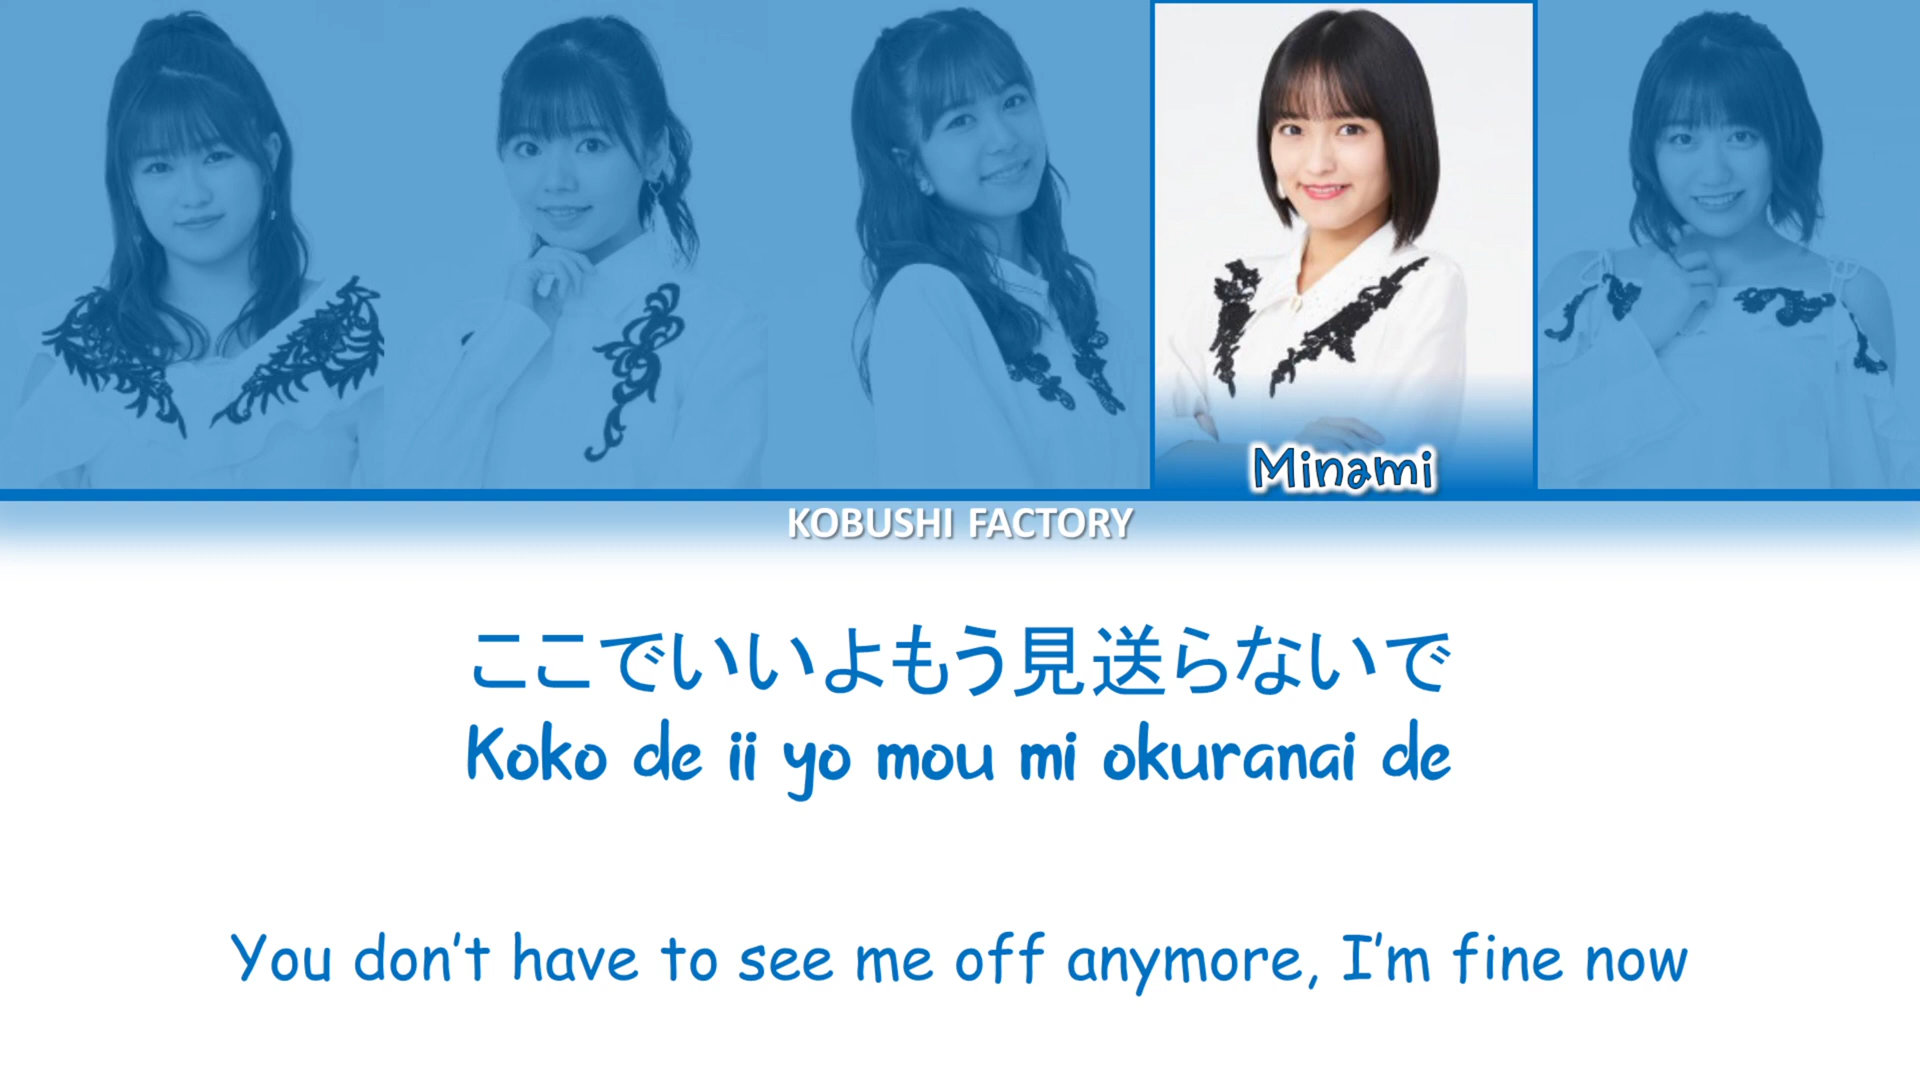 Minami
KOBUSHI FACTORY
ここでいいよもう見送らないで
Koko de ii yo mou mi okuranai de
You don't have to see me off anymore, I'm fine now